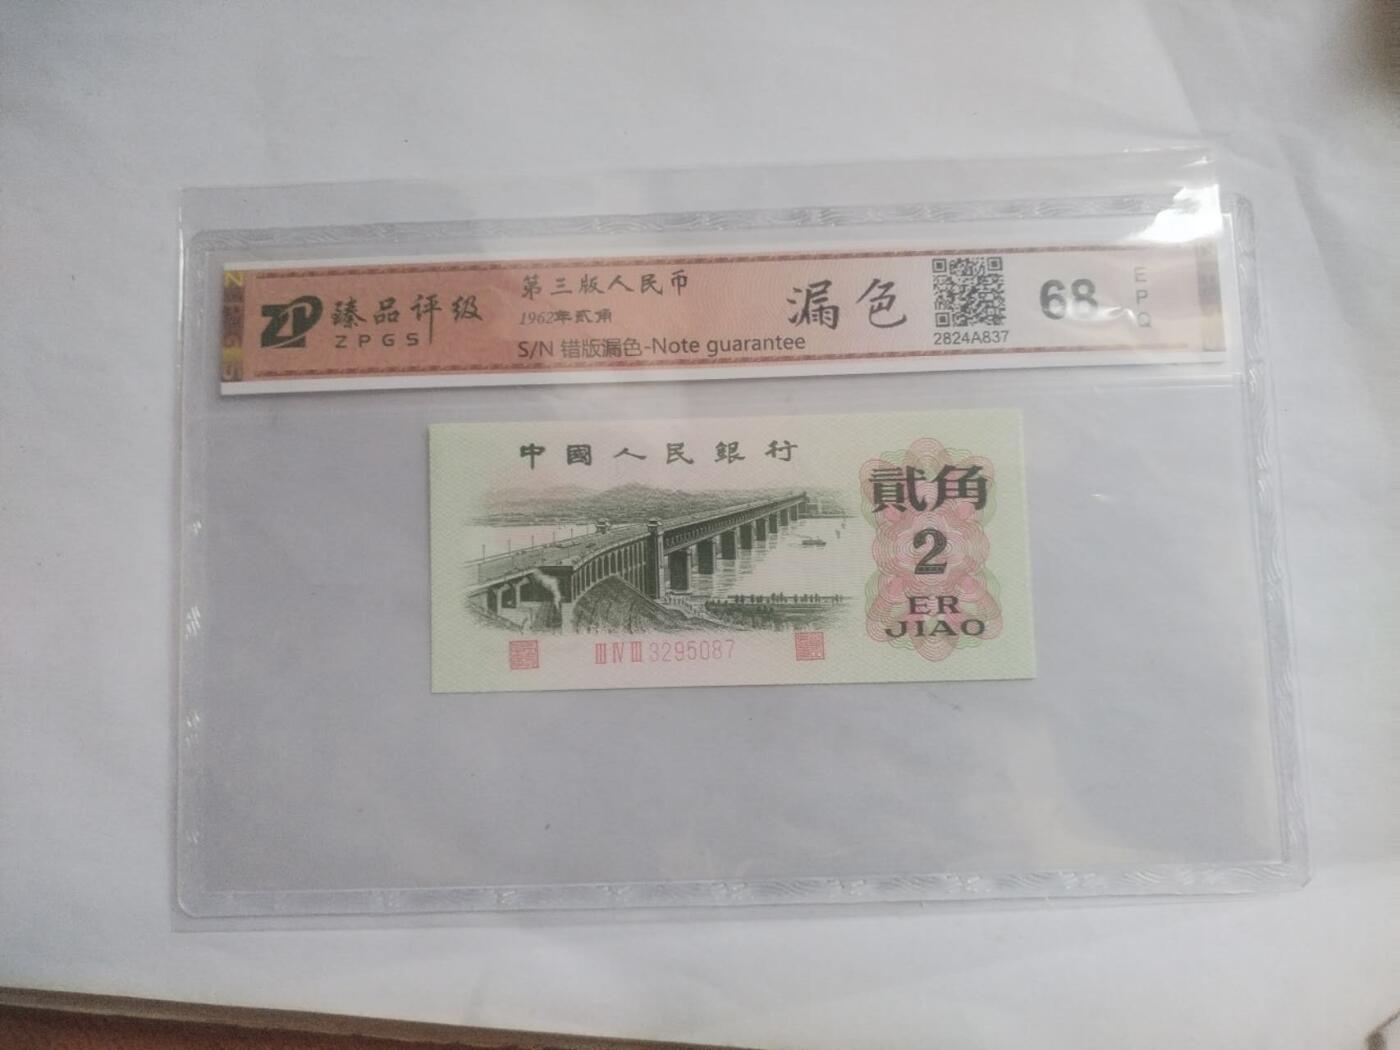 臻品评级
ZPGS
第三版人民币
1962年贰角
S/N 错版漏色-Note guarantee
漏色
2824A837
68
EPQ
中國人民銀行
貳角
2
ER
JIAO
III IV III 3295087